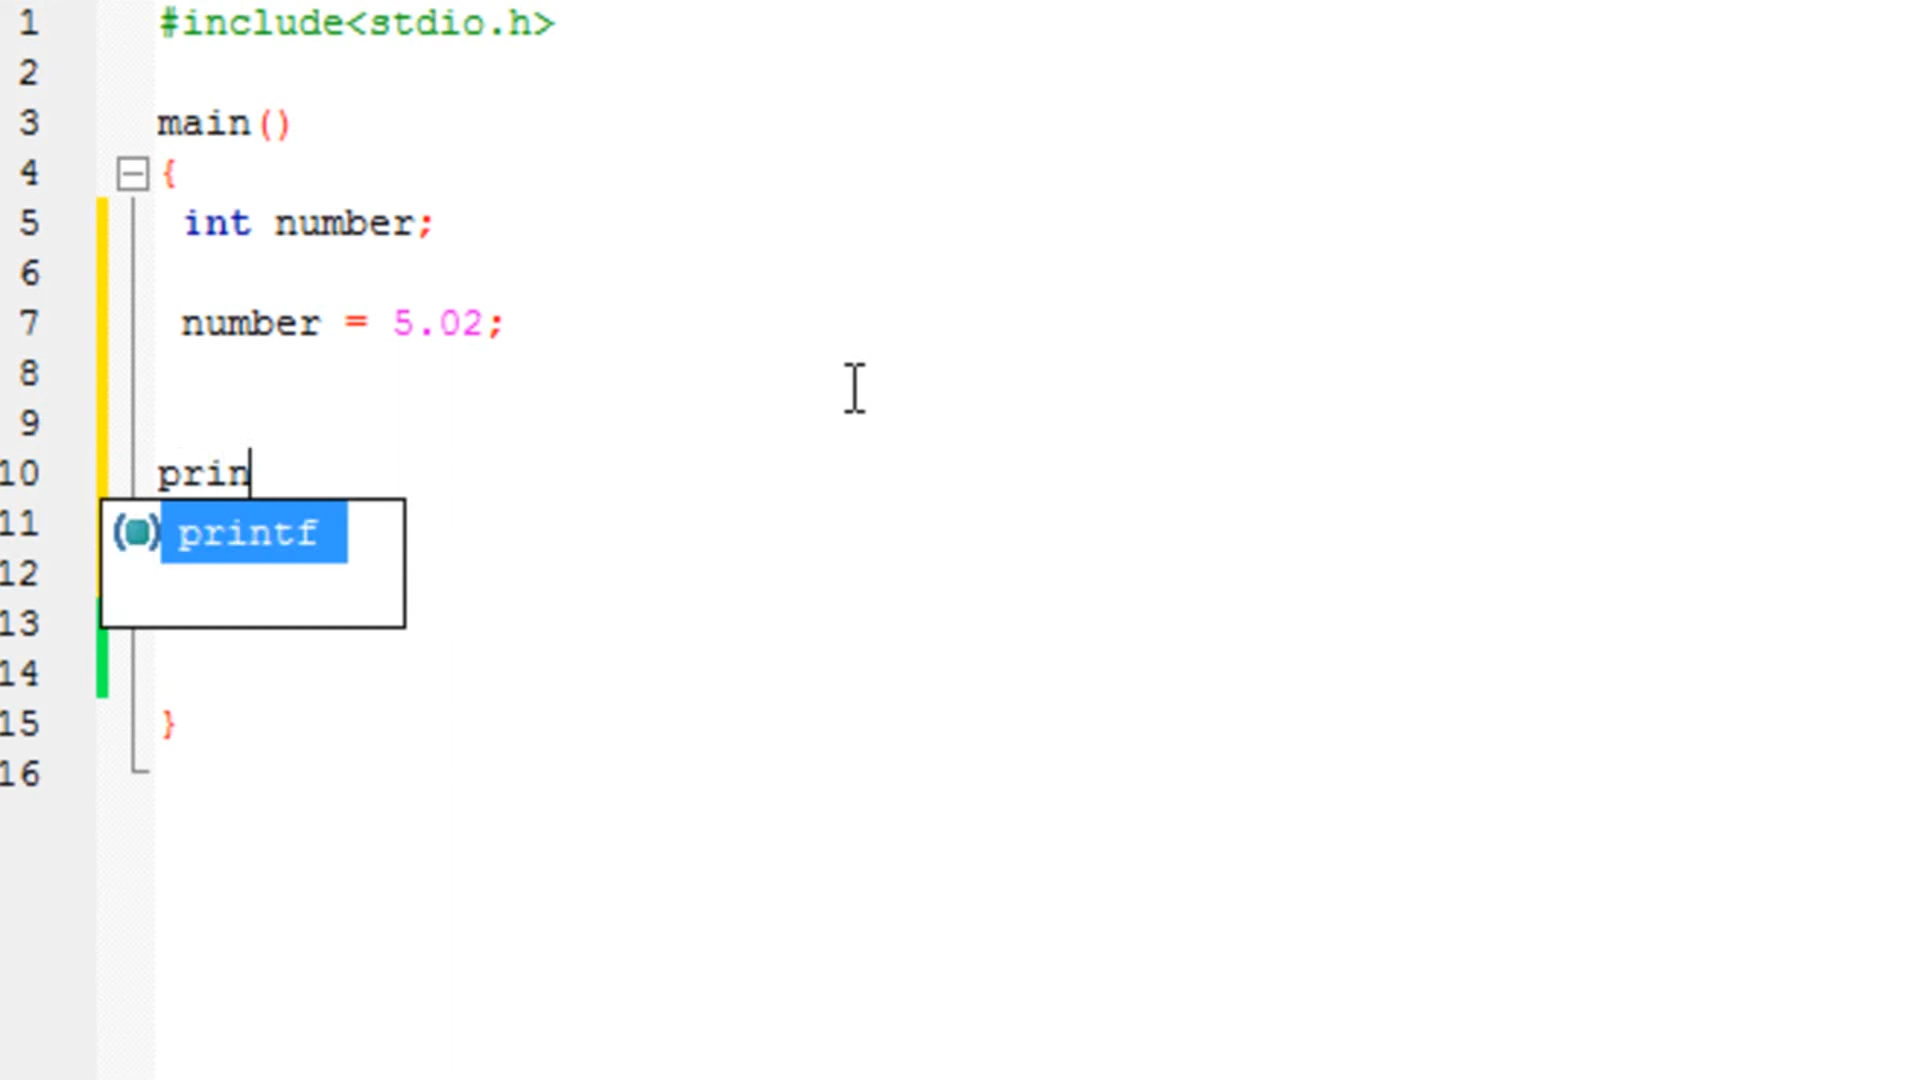 1 #include<stdio.h>
2
3 main()
4 {
5 int number;
6
7 number = 5.02;
8
9
10 prin
11 printf
12
13
14
15 }
16